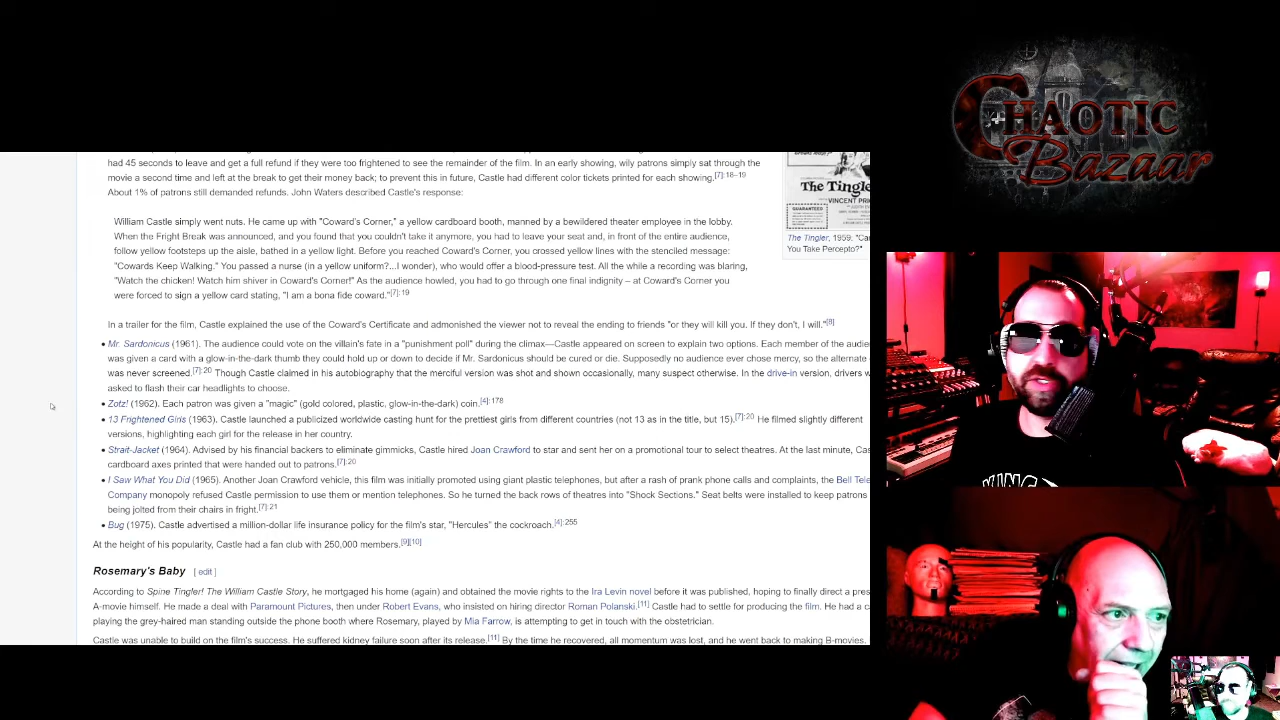 CHAOTIC
Bazaar
had 45 seconds to leave and get a full refund if they were too frightened to see the remainder of the film. In an early showing, wily patrons simply sat through the
movie a second time and left at the break to get their money back; to prevent this in future, Castle had different color tickets printed for each showing.[7]:18–19
About 1% of patrons still demanded refunds. John Waters described Castle's response:
William Castle simply went nuts. He came up with "Coward's Corner," a yellow cardboard booth, manned by a bewildered theater employee in the lobby.
When the Fright Break was announced, and you found that you couldn't take it anymore, you had to leave your seat and, in front of the entire audience,
follow yellow footsteps up the aisle, bathed in a yellow light. Before you reached Coward's Corner, you crossed yellow lines with the stenciled message:
"Cowards Keep Walking." You passed a nurse (in a yellow uniform?...I wonder), who would offer a blood-pressure test. All the while a recording was blaring,
"Watch the chicken! Watch him shiver in Coward's Corner!" As the audience howled, you had to go through one final indignity – at Coward's Corner you
were forced to sign a yellow card stating, "I am a bona fide coward."[7]:19
The Tingle
VINCENT PRI
GUARANTEED
The Tingler, 1959: "Ca
You Take Percepto?"
In a trailer for the film, Castle explained the use of the Coward's Certificate and admonished the viewer not to reveal the ending to friends "or they will kill you. If they don't, I will."[8]
• Mr. Sardonicus (1961). The audience could vote in the villain's fate in a "punishment poll" during the climax—Castle appeared on screen to explain two options. Each member of the audie
was given a card with a glow-in-the-dark thumb they could hold up or down to decide if Mr. Sardonicus should be cured or die. Supposedly no audience ever chose mercy, so the alternate
was never screened.[7]:20 Though Castle claimed in his autobiography that the merciful version was shot and shown occasionally, many suspect otherwise. In the drive-in version, drivers w
asked to flash their car headlights to choose.
• Zotz! (1962). Each patron was given a "magic" (gold colored, plastic, glow-in-the-dark) coin.[4]:178
• 13 Frightened Girls (1963). Castle launched a publicized worldwide casting hunt for the prettiest girls from different countries (not 13 as in the title, but 15).[7]:20 He filmed slightly different
versions, highlighting each girl for the release in her country.
• Strait-Jacket (1964). Advised by his financial backers to eliminate gimmicks, Castle hired Joan Crawford to star and sent her on a promotional tour to select theaters. At the last minute, Cas
cardboard axes printed that were handed out to patrons.[7]:20
• I Saw What You Did (1965). Another Joan Crawford vehicle, this film was initially promoted using giant plastic telephones, but after a rash of prank phone calls and complaints, the Bell Tele
Company monopoly refused Castle permission to use them or mention telephones. So he turned the back rows of theatres into "Shock Sections." Seat belts were installed to keep patrons
being jolted from their chairs in fright.[7]:21
• Bug (1975). Castle advertised a million-dollar life insurance policy for the film's star, "Hercules" the cockroach.[4]:255
At the height of his popularity, Castle had a fan club with 250,000 members.[9][10]
Rosemary's Baby [ edit ]
According to Spine Tingler! The William Castle Story, he mortgaged his home (again) and obtained the movie rights to the Ira Levin novel before it was published, hoping to finally direct a pres
A-movie himself. He made a deal with Paramount Pictures, then under Robert Evans, who insisted on hiring director Roman Polanski.[11] Castle had to settle for producing the film. He had a c
playing the grey-haired man standing outside the phone booth where Rosemary, played by Mia Farrow, is attempting to get in touch with the obstetrician.
Castle was unable to build on the film's success. He suffered kidney failure soon after its release.[11] By the time he recovered, all momentum was lost, and he went back to making B-movies.